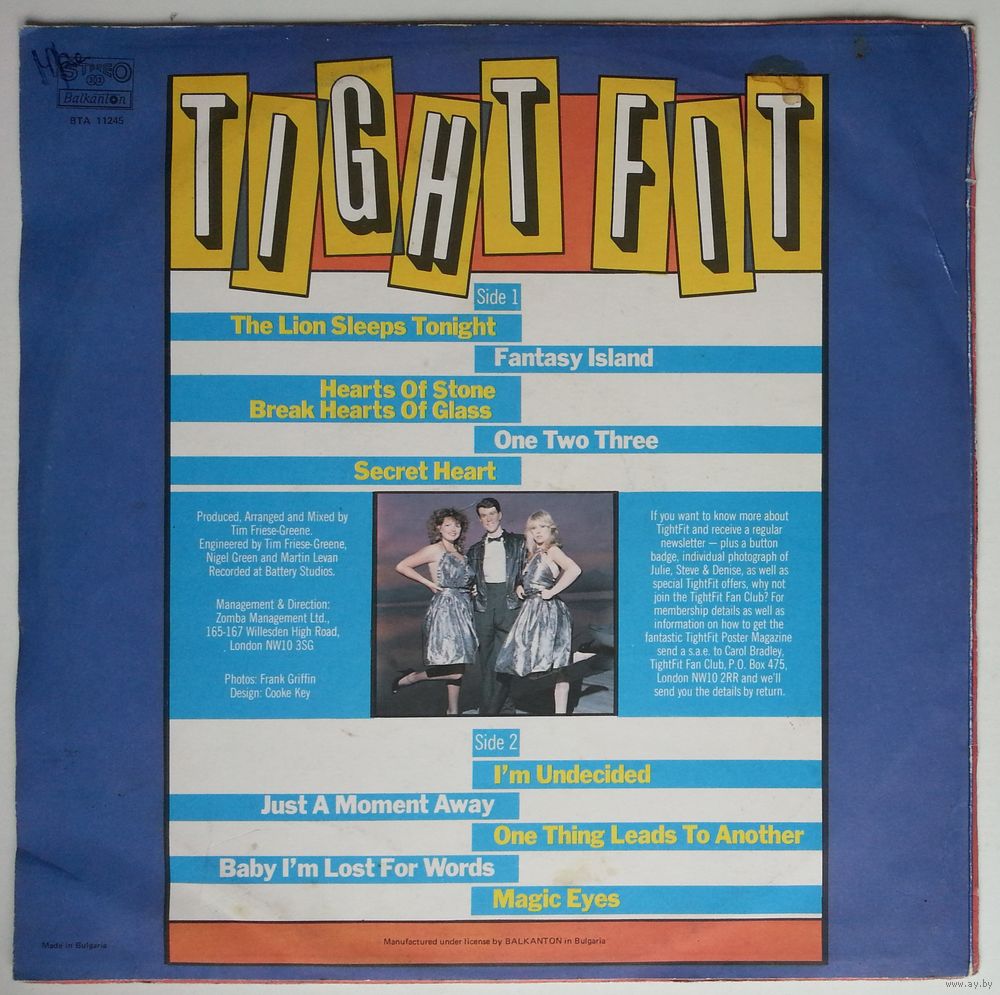 STEREO
33
Balkanton
BTA 11245
TIGHT FIT
Side 1
The Lion Sleeps Tonight
Fantasy Island
Hearts Of Stone
Break Hearts Of Glass
One Two Three
Secret Heart
Produced, Arranged and Mixed by
Tim Friese-Greene.
Engineered by Tim Friese-Greene,
Nigel Green and Martin Levan
Recorded at Battery Studios.
Management & Direction:
Zomba Management Ltd.,
165-167 Willesden High Road,
London NW10 3SG
Photos: Frank Griffin
Design: Cooke Key
If you want to know more about
TightFit and receive a regular
newsletter — plus a button
badge, individual photograph of
Julie, Steve & Denise, as well as
special TightFit offers, why not
join the TightFit Fan Club? For
membership details as well as
information on how to get the
fantastic TightFit Poster Magazine
send a s.a.e. to Carol Bradley,
TightFit Fan Club, P.O. Box 475,
London NW10 2RR and we'll
send you the details by return.
Side 2
I'm Undecided
Just A Moment Away
One Thing Leads To Another
Baby I'm Lost For Words
Magic Eyes
Made in Bulgaria
Manufactured under license by BALKANTON in Bulgaria
www.ay.by